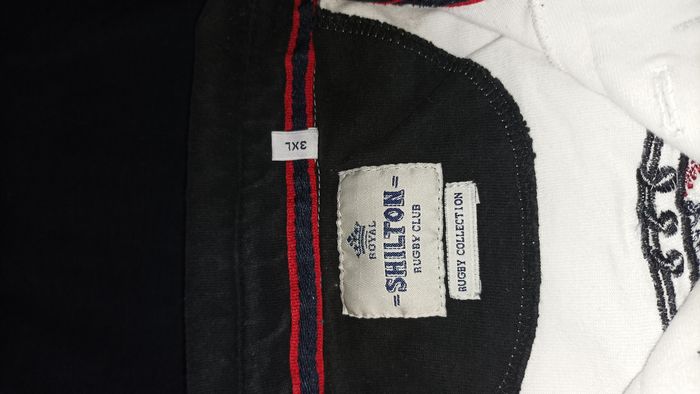 3XL
ROYAL
SHILTON
RUGBY CLUB
RUGBY COLLECTION